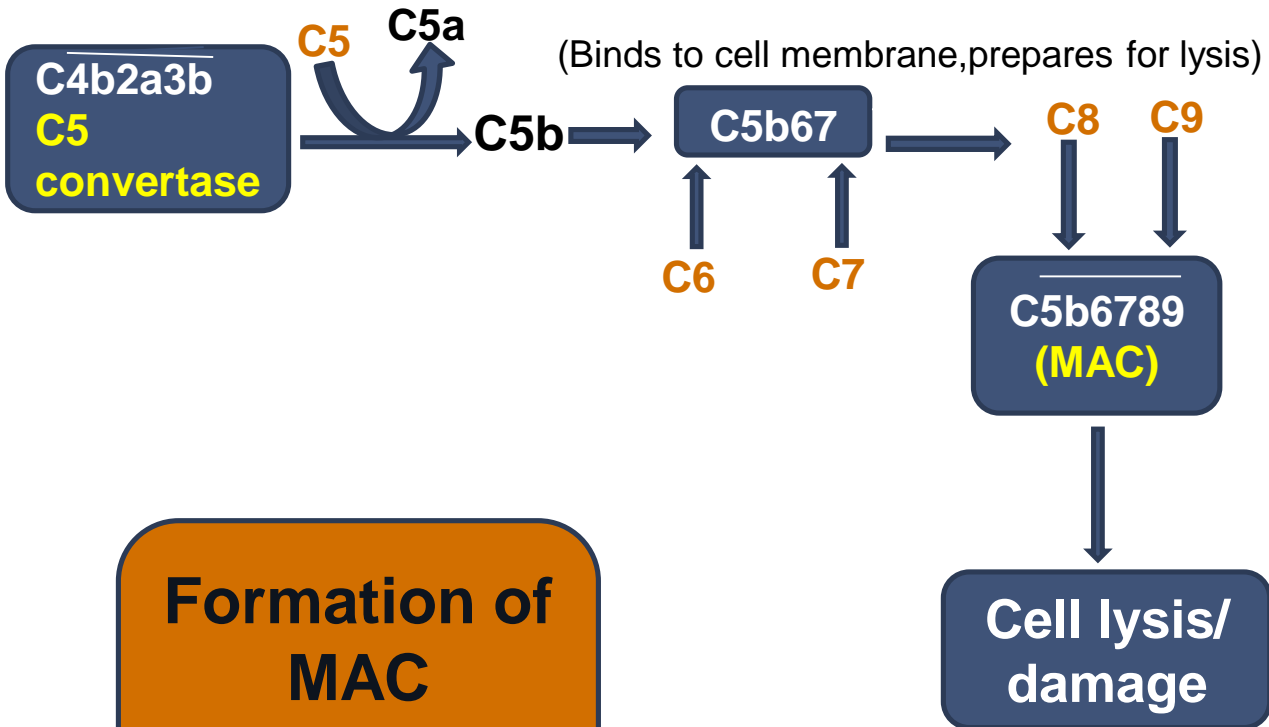 C5
C5a
(Binds to cell membrane,prepares for lysis)
C4b2a3b
C5
convertase
C5b
C5b67
C8
C9
C6
C7
C5b6789
(MAC)
Formation of
MAC
Cell lysis/
damage